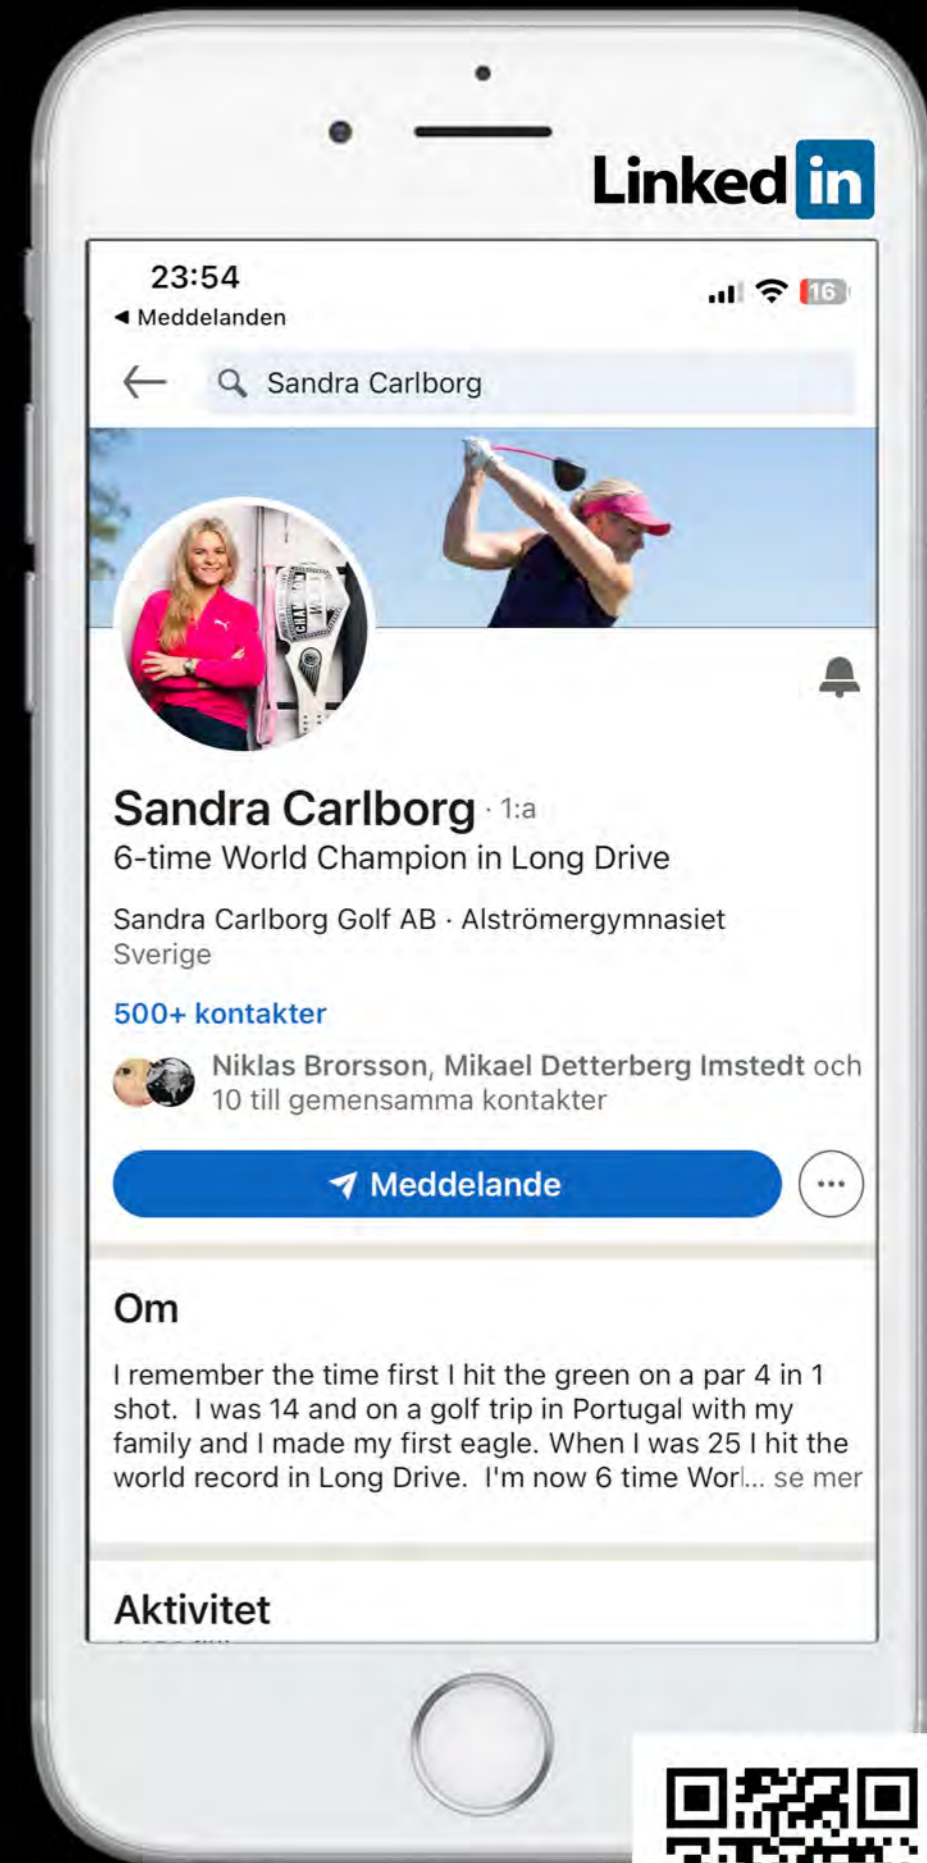 Linked in
23:54
16
Meddelanden
Sandra Carlborg
CHAMPION
Sandra Carlborg · 1:a
6-time World Champion in Long Drive
Sandra Carlborg Golf AB · Alströmergymnasiet
Sverige
500+ kontakter
Niklas Brorsson, Mikael Detterberg Imstedt och
10 till gemensamma kontakter
Meddelande
Om
I remember the time first I hit the green on a par 4 in 1
shot. I was 14 and on a golf trip in Portugal with my
family and I made my first eagle. When I was 25 I hit the
world record in Long Drive. I'm now 6 time Worl... se mer
Aktivitet